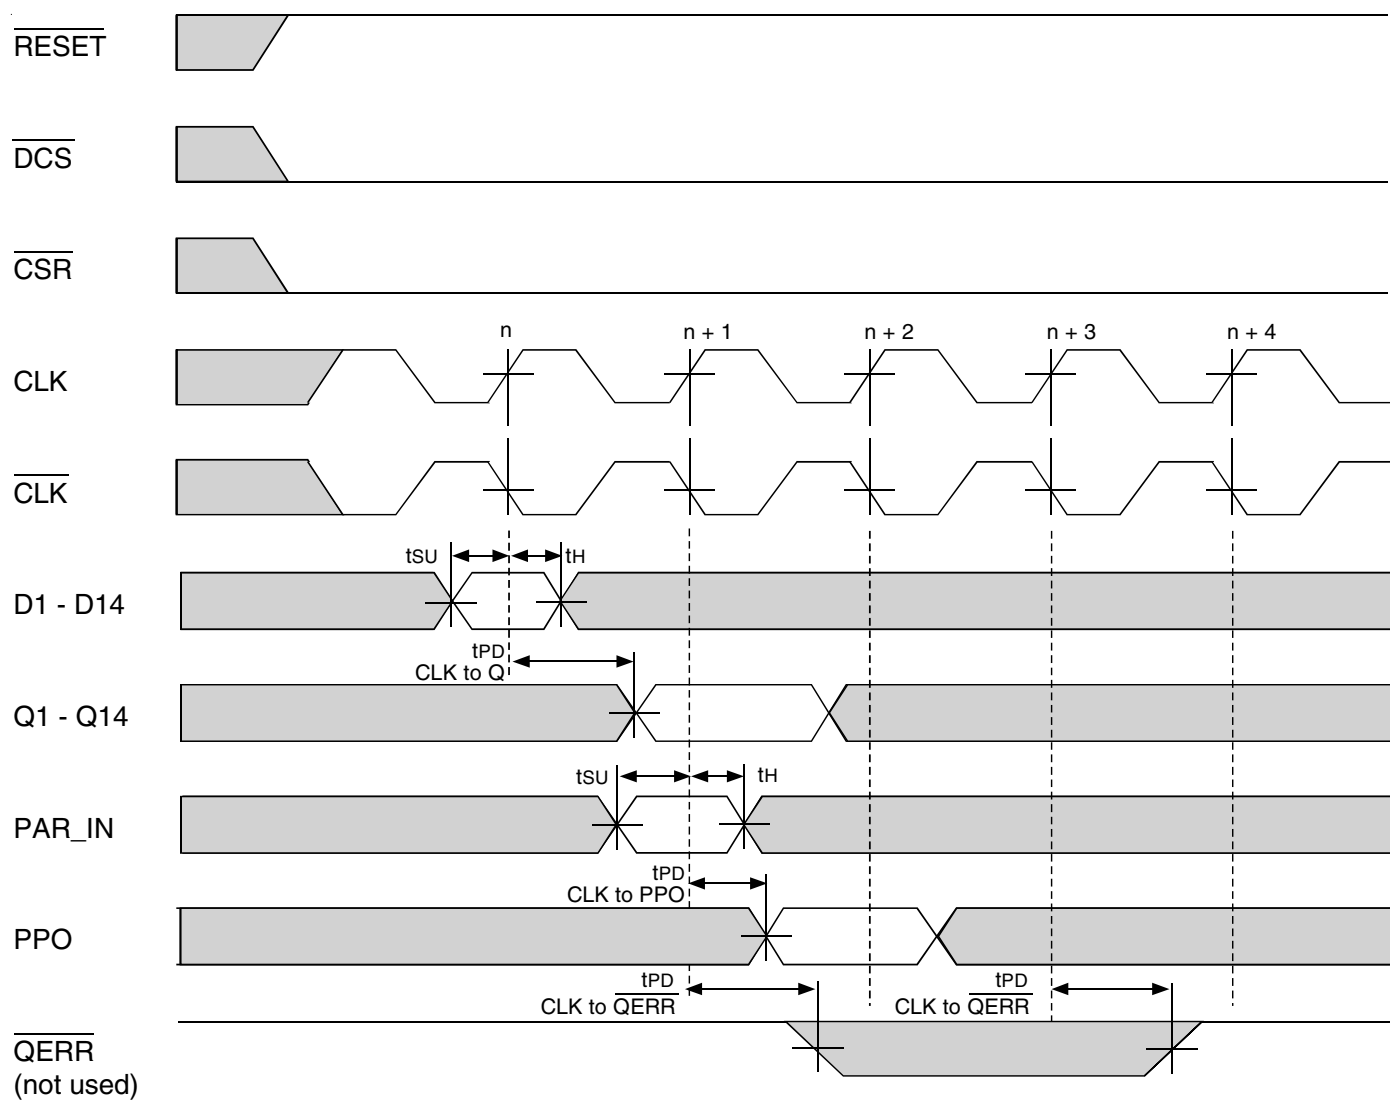 RESET
DCS
CSR
n n + 1 n + 2 n + 3 n + 4
CLK
CLK
tSU tH
D1 - D14
tPD
CLK to Q
Q1 - Q14
tSU tH
PAR_IN
tPD
CLK to PPO
PPO
tPD tPD
CLK to QERR CLK to QERR
QERR
(not used)